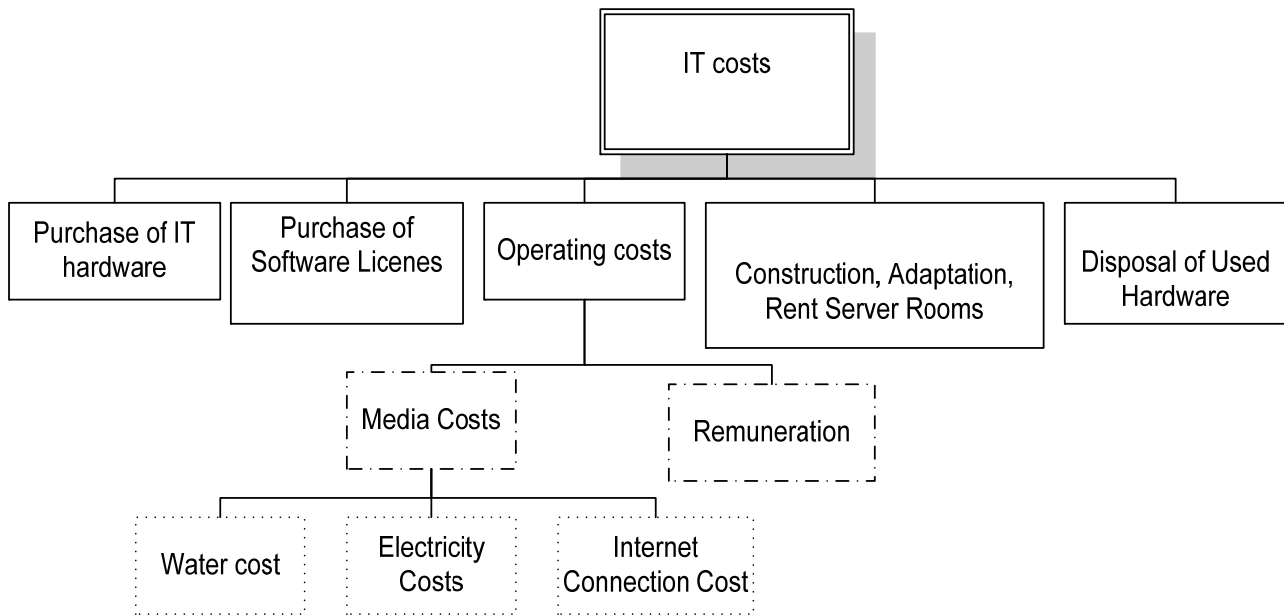 IT costs
Purchase of IT
hardware
Purchase of
Software Licenes
Operating costs
Construction, Adaptation,
Rent Server Rooms
Disposal of Used
Hardware
Media Costs
Remuneration
Water cost
Electricity
Costs
Internet
Connection Cost